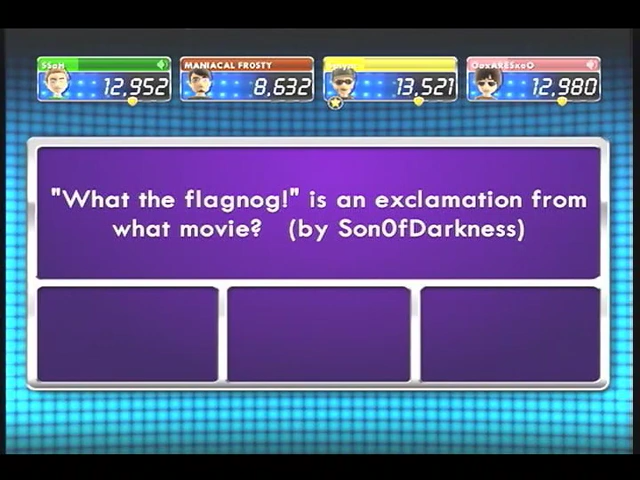 SSoH
MANIACAL FROSTY
12,952
8,632
13,521
12,980
"What the flagnog!" is an exclamation from
what movie? (by Son0fDarkness)